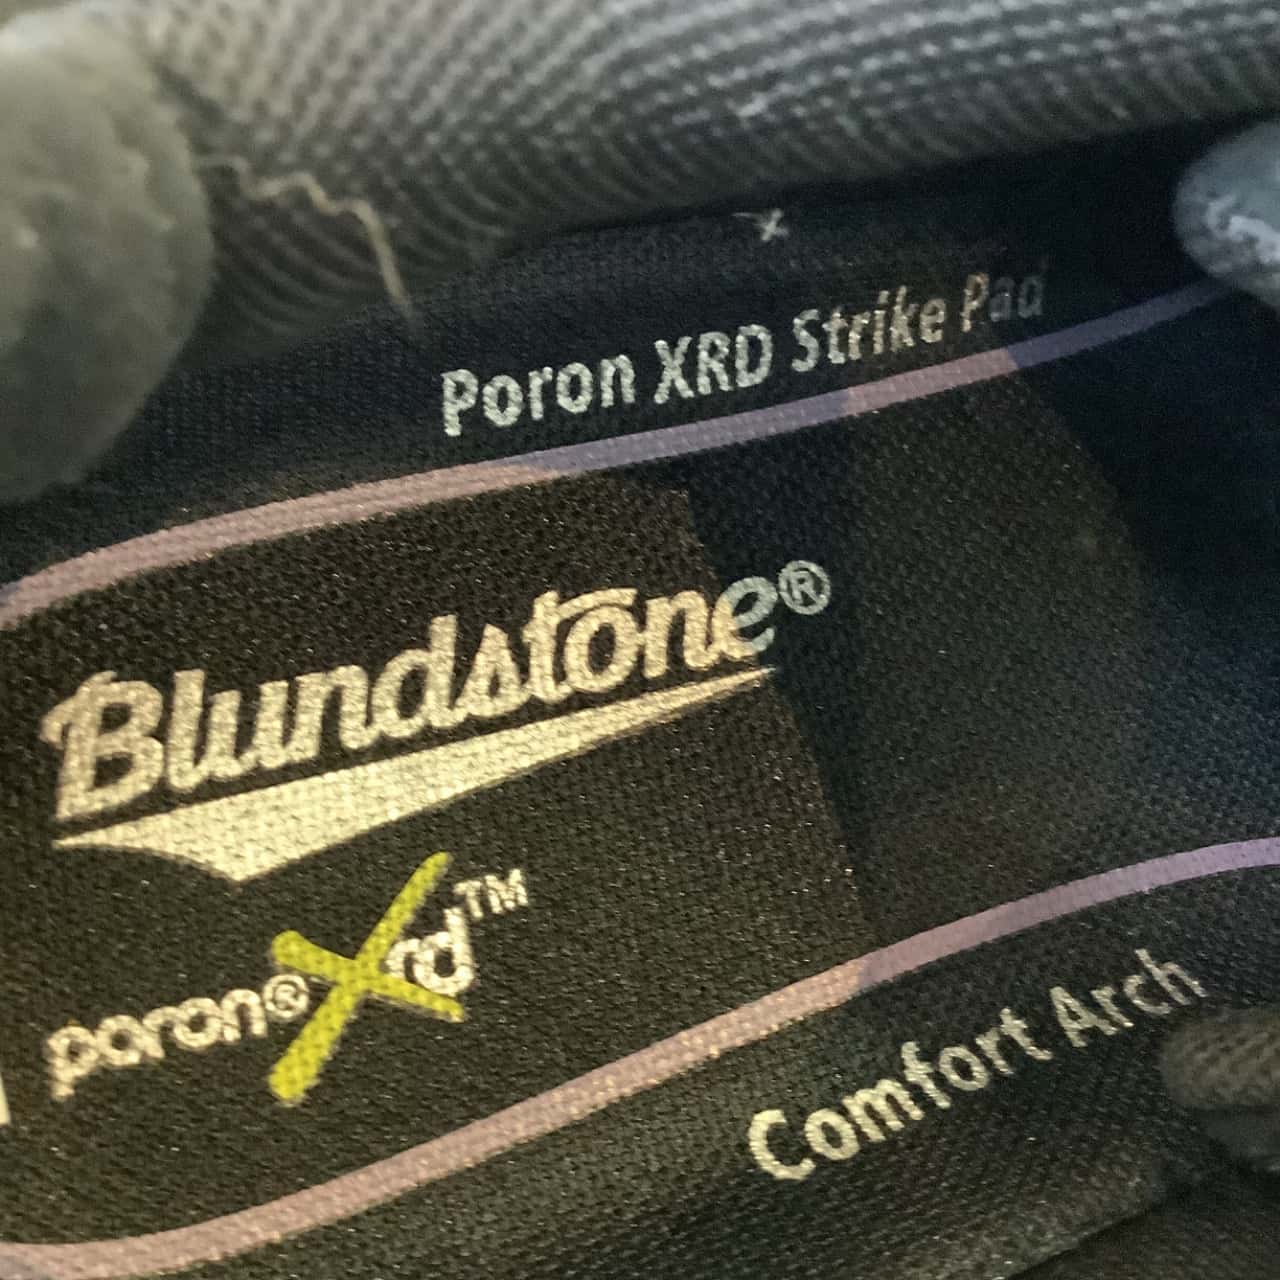 Poron XRD Strike Pad
Blundstone®
poron®Xrd™
Comfort Arch